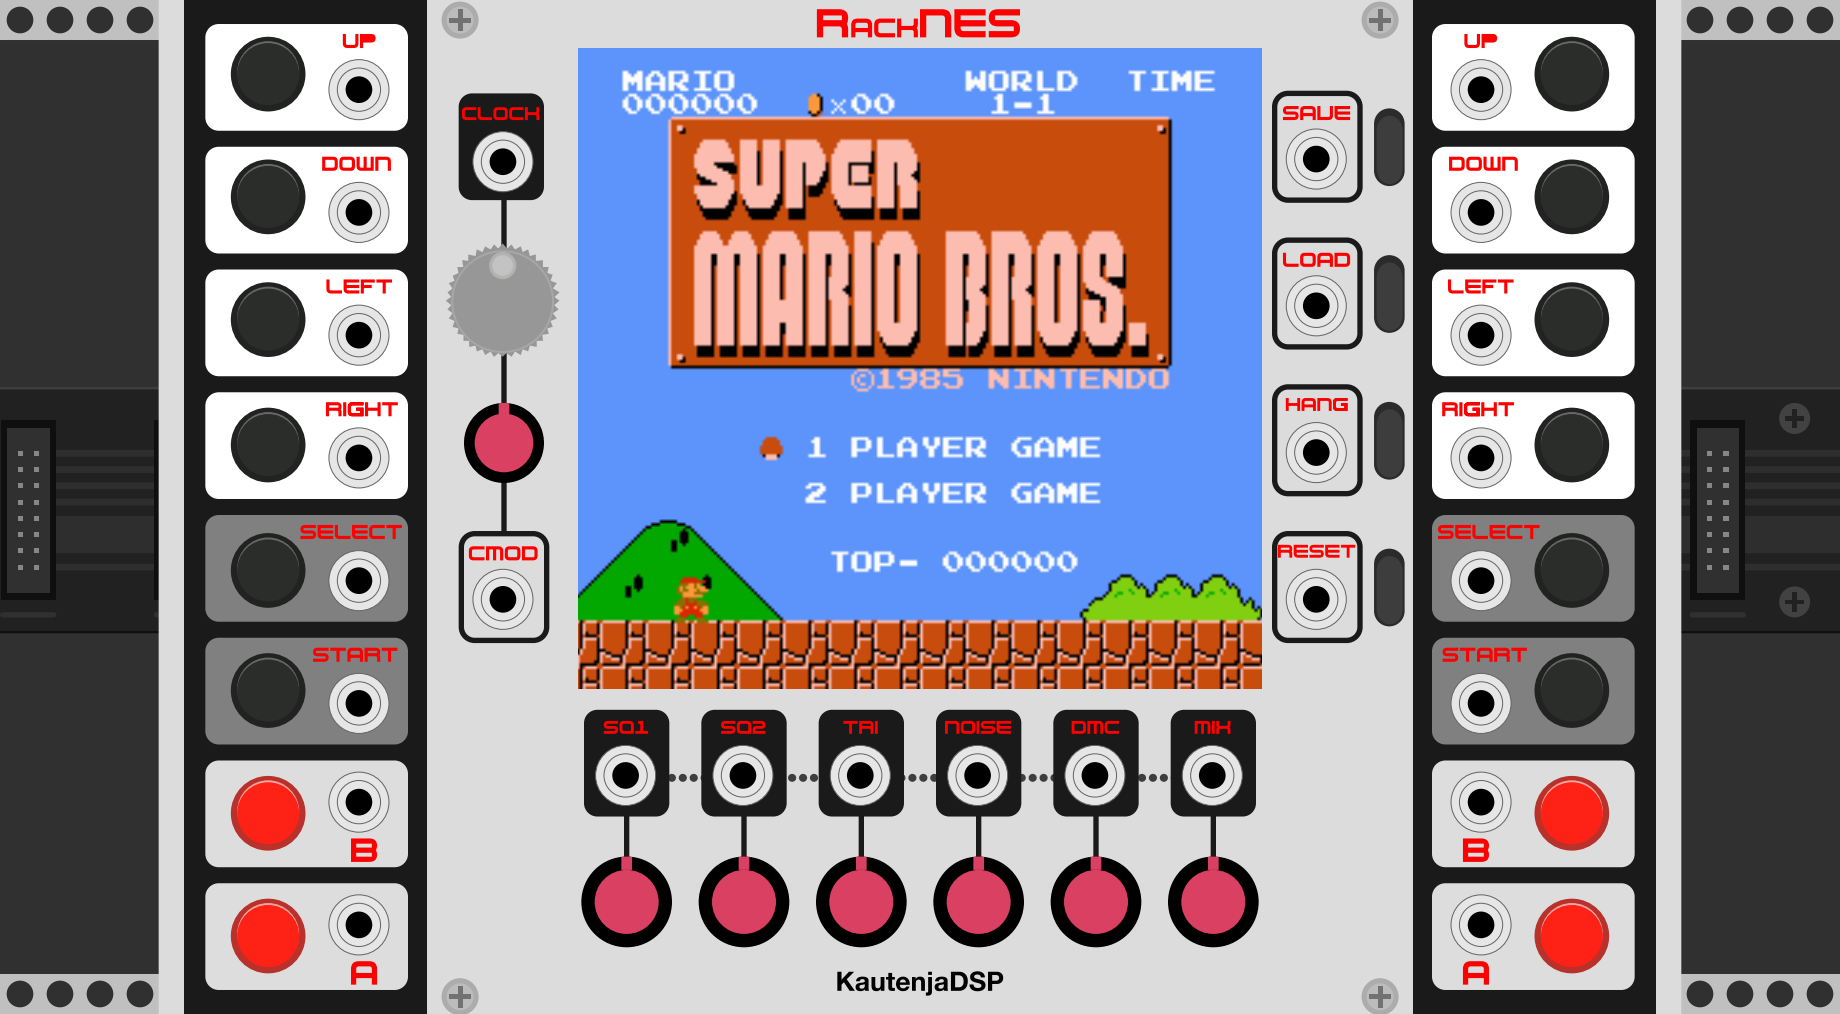 RackNES
UP
DOWN
LEFT
RIGHT
SELECT
START
B
A
CLOCK
CMOD
MARIO WORLD TIME
000000 x00 1-1
SUPER
MARIO BROS.
©1985 NINTENDO
1 PLAYER GAME
2 PLAYER GAME
TOP- 000000
SAVE
LOAD
HANG
RESET
SQ1 SQ2 TRI NOISE DMC MIX
KautenjaDSP
UP
DOWN
LEFT
RIGHT
SELECT
START
B
A